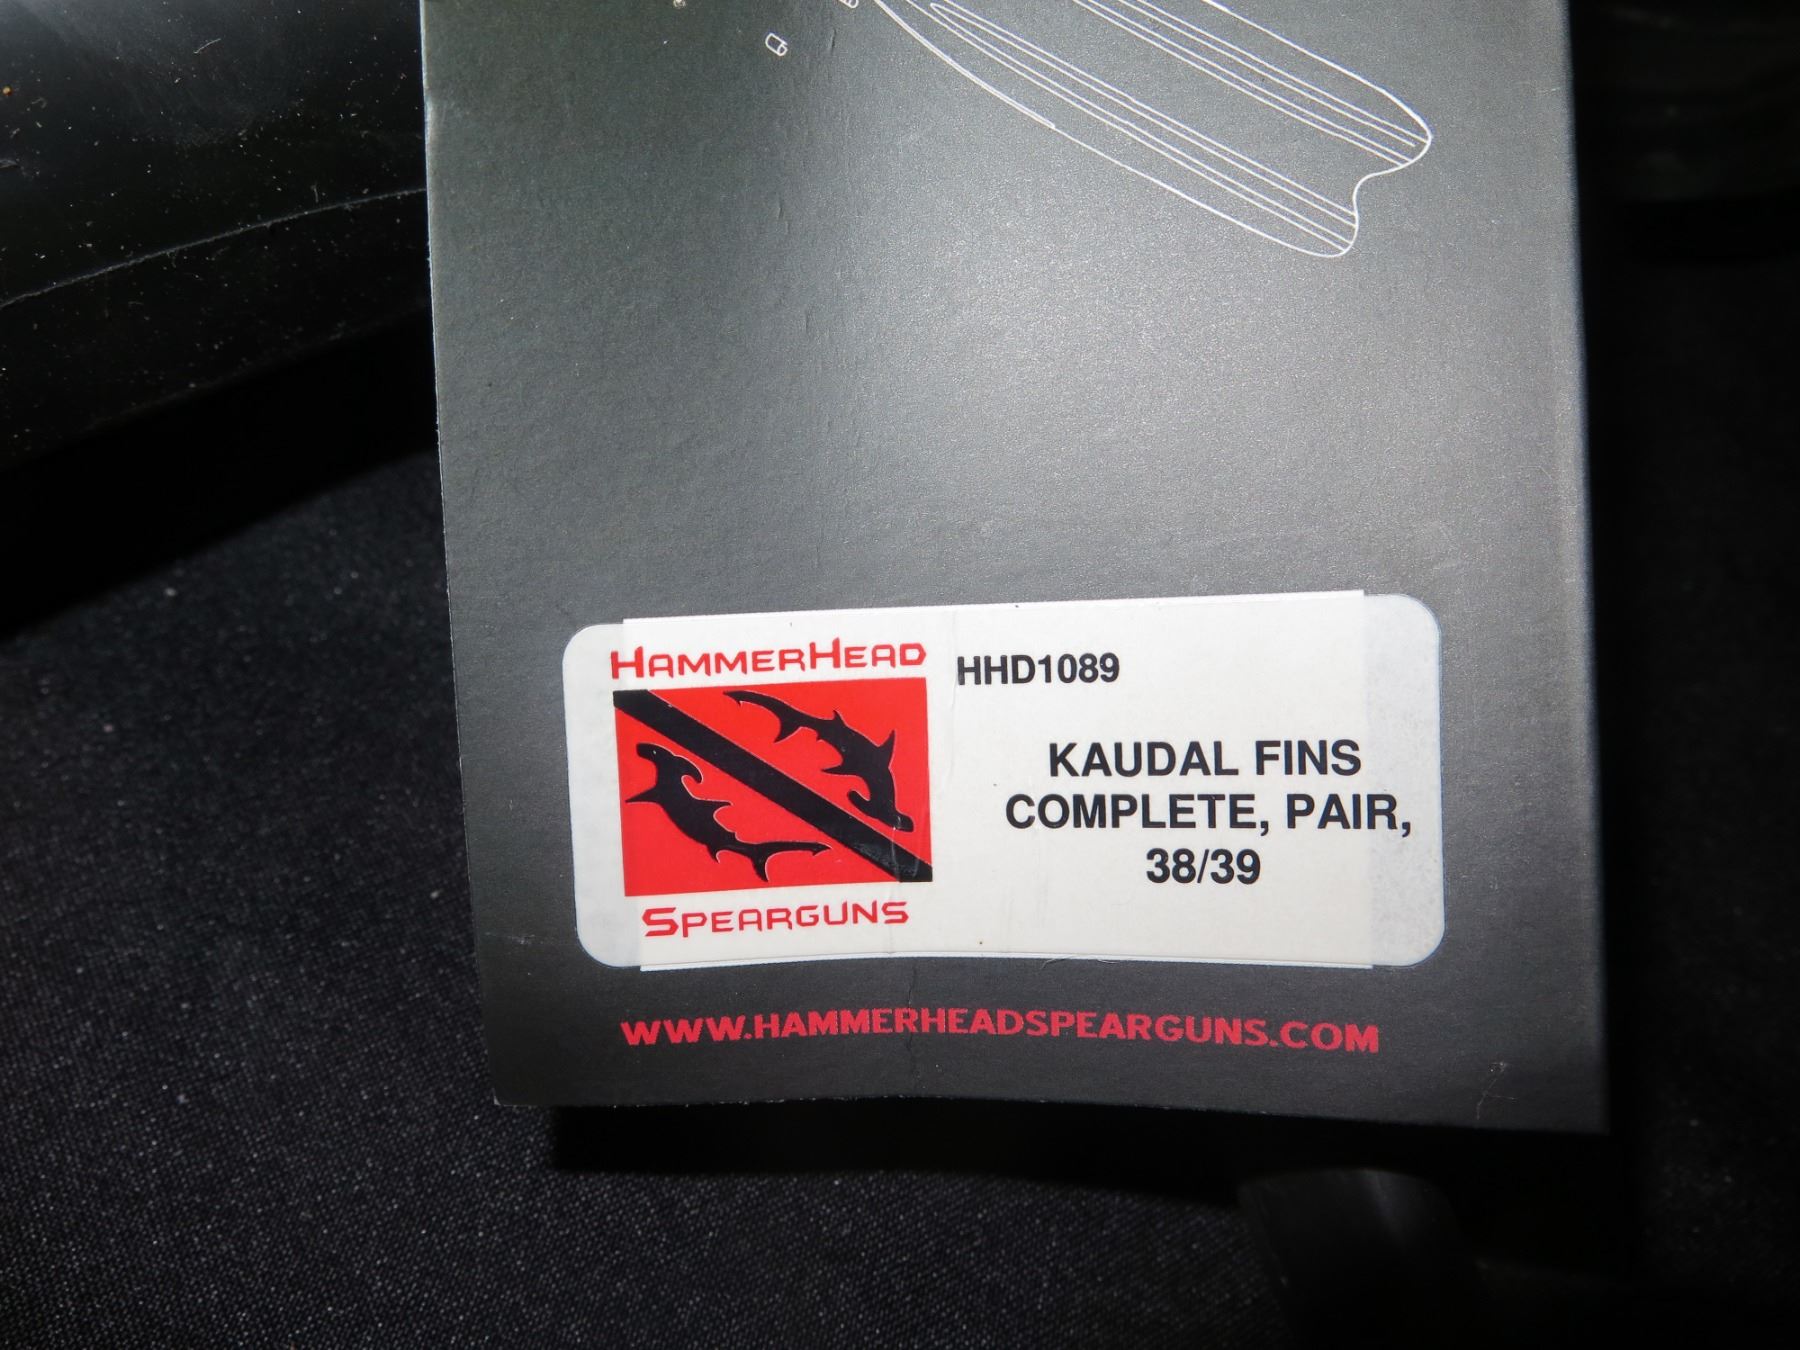 HAMMERHEAD
HHD1089
KAUDAL FINS
COMPLETE, PAIR,
38/39
SPEARGUNS
WWW.HAMMERHEADSPEARGUNS.COM